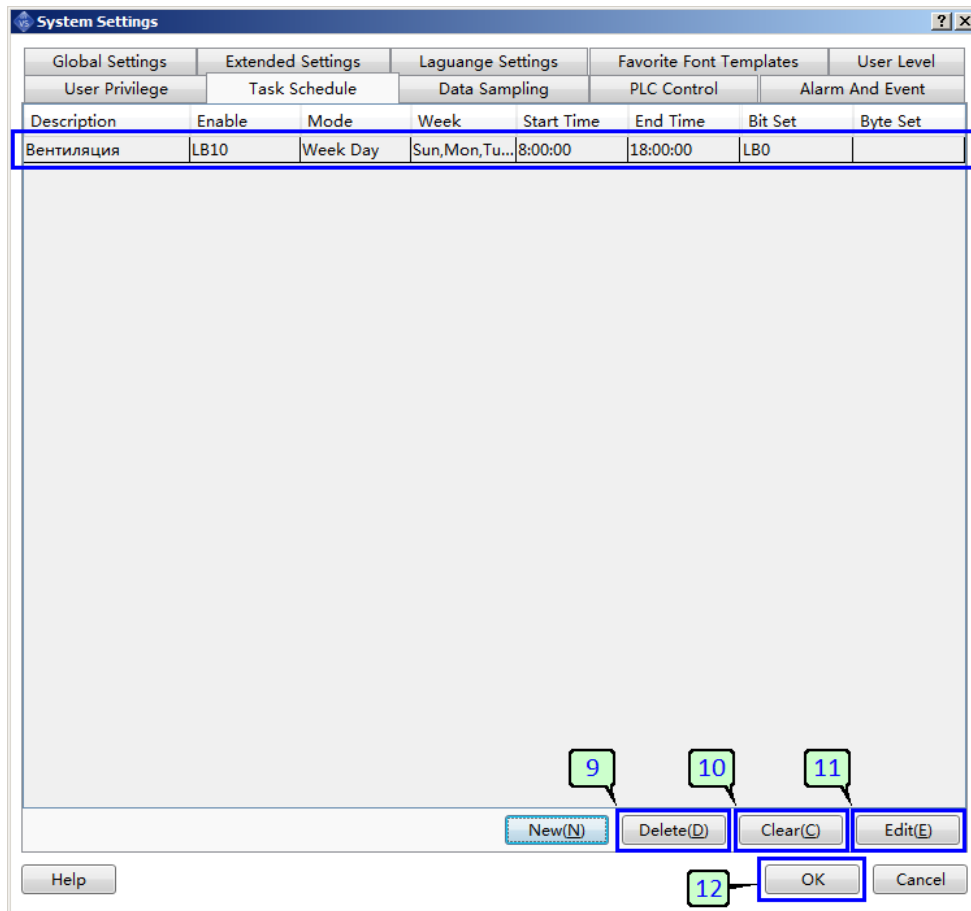 System Settings
Global Settings Extended Settings Laguange Settings Favorite Font Templates User Level
User Privilege Task Schedule Data Sampling PLC Control Alarm And Event
Description Enable Mode Week Start Time End Time Bit Set Byte Set
Вентиляция LB10 Week Day Sun,Mon,Tu... 8:00:00 18:00:00 LB0
9 10 11
New(N) Delete(D) Clear(C) Edit(E)
Help 12 OK Cancel